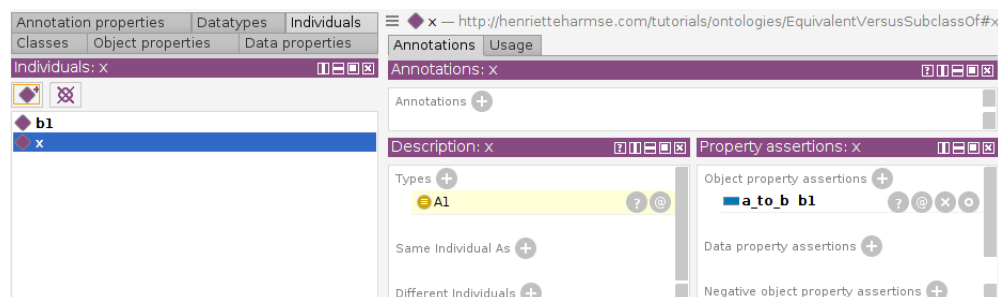 Annotation properties Datatypes Individuals
Classes Object properties Data properties
Individuals: x
b1
x
x — http://henrietteharmse.com/tutorials/ontologies/EquivalentVersusSubclassOf#x
Annotations Usage
Annotations: x
Annotations
Description: x
Types
A1
Same Individual As
Different Individuals
Property assertions: x
Object property assertions
a_to_b b1
Data property assertions
Negative object property assertions